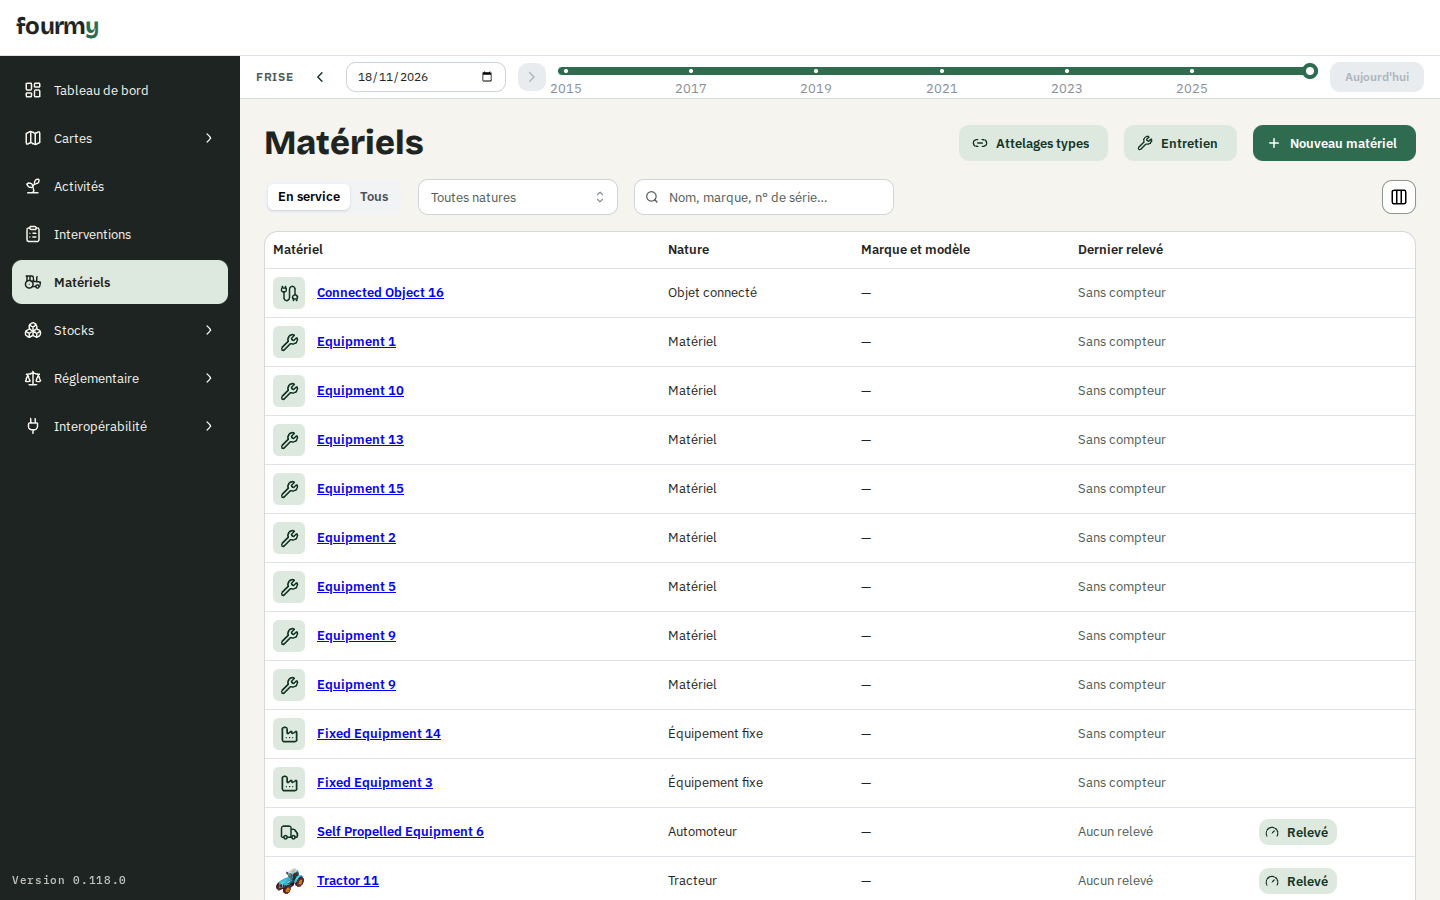 fourmy
FRISE
18/11/2026
2015
2017
2019
2021
2023
2025
Aujourd'hui
Tableau de bord
Cartes
Activités
Interventions
Matériels
Stocks
Réglementaire
Interopérabilité
Version 0.118.0
Matériels
Attelages types
Entretien
Nouveau matériel
En service
Tous
Toutes natures
Nom, marque, n° de série...
Matériel Nature Marque et modèle Dernier relevé
Connected Object 16 Objet connecté — Sans compteur
Equipment 1 Matériel — Sans compteur
Equipment 10 Matériel — Sans compteur
Equipment 13 Matériel — Sans compteur
Equipment 15 Matériel — Sans compteur
Equipment 2 Matériel — Sans compteur
Equipment 5 Matériel — Sans compteur
Equipment 9 Matériel — Sans compteur
Equipment 9 Matériel — Sans compteur
Fixed Equipment 14 Équipement fixe — Sans compteur
Fixed Equipment 3 Équipement fixe — Sans compteur
Self Propelled Equipment 6 Automoteur — Aucun relevé Relevé
Tractor 11 Tracteur — Aucun relevé Relevé